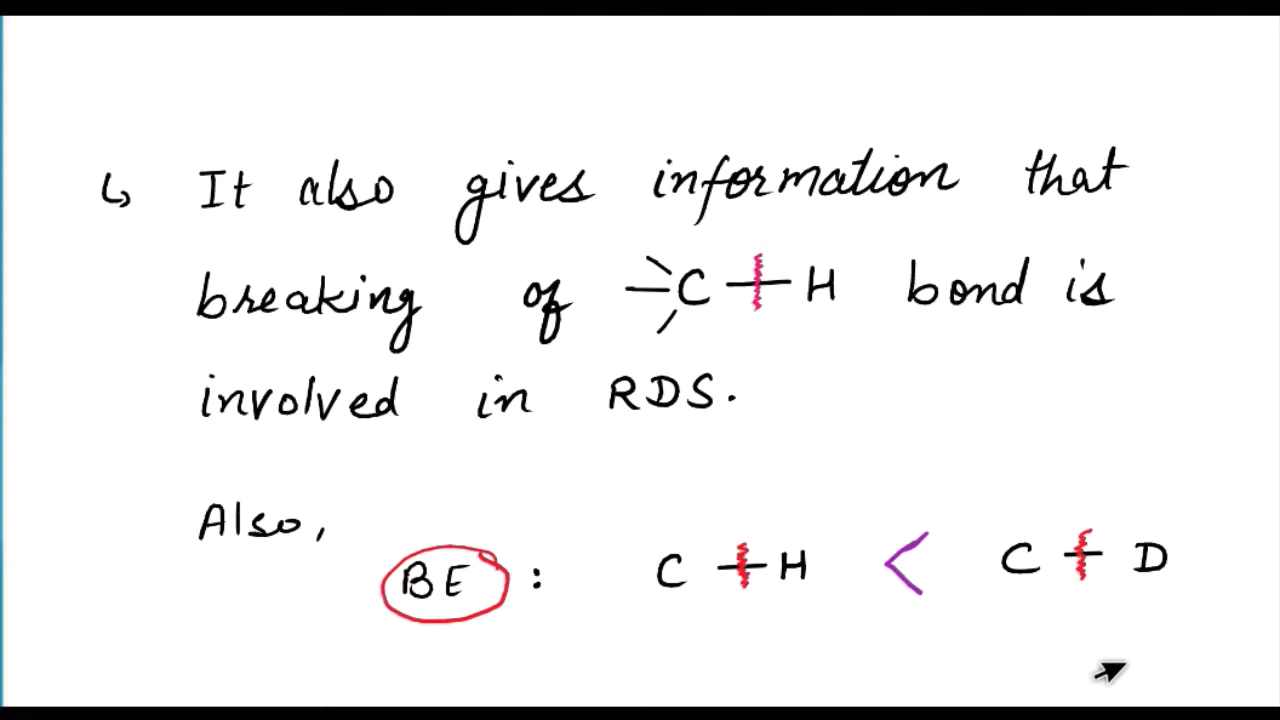 ↳ It also gives information that
breaking of C–H bond is
involved in RDS.
Also,
BE : C–H < C–D